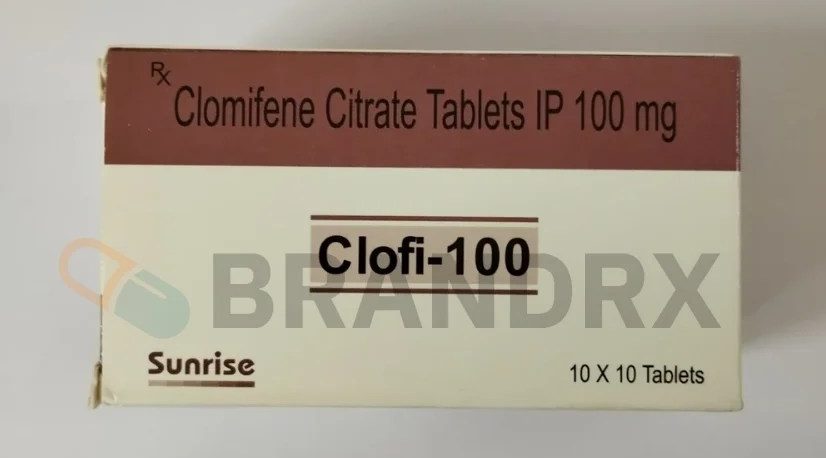 Rx
Clomifene Citrate Tablets IP 100 mg
Clofi-100
BRANDRX
Sunrise
10 X 10 Tablets